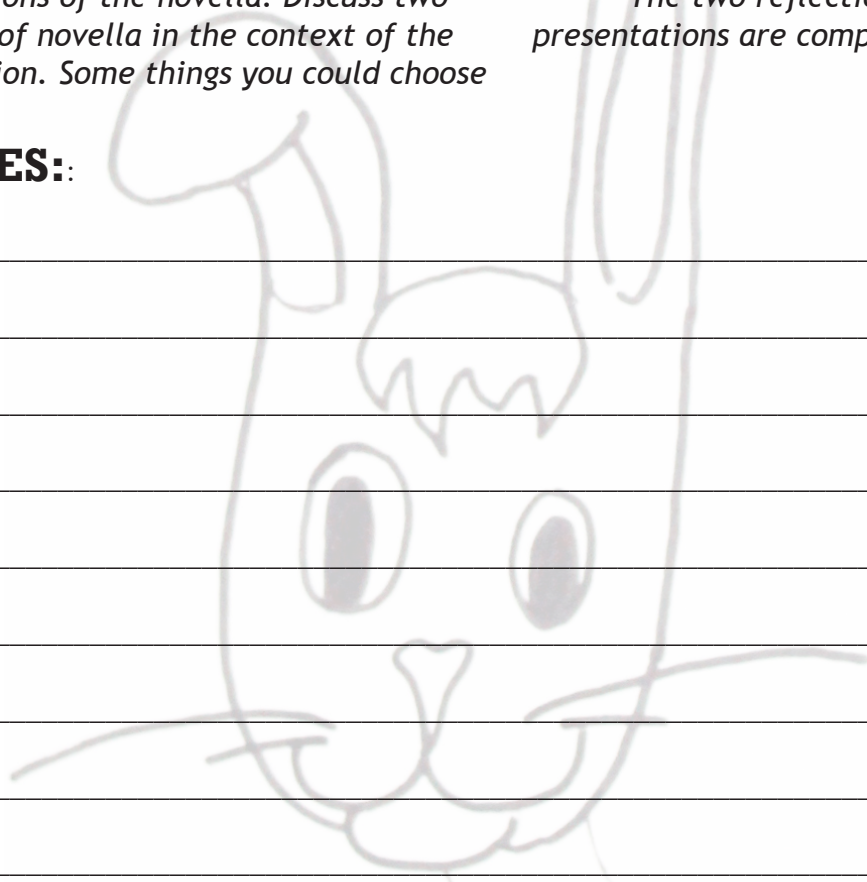 ons of the novella. Discuss two
of novella in the context of the
ion. Some things you could choose
The two reflectio
presentations are comp
ES::